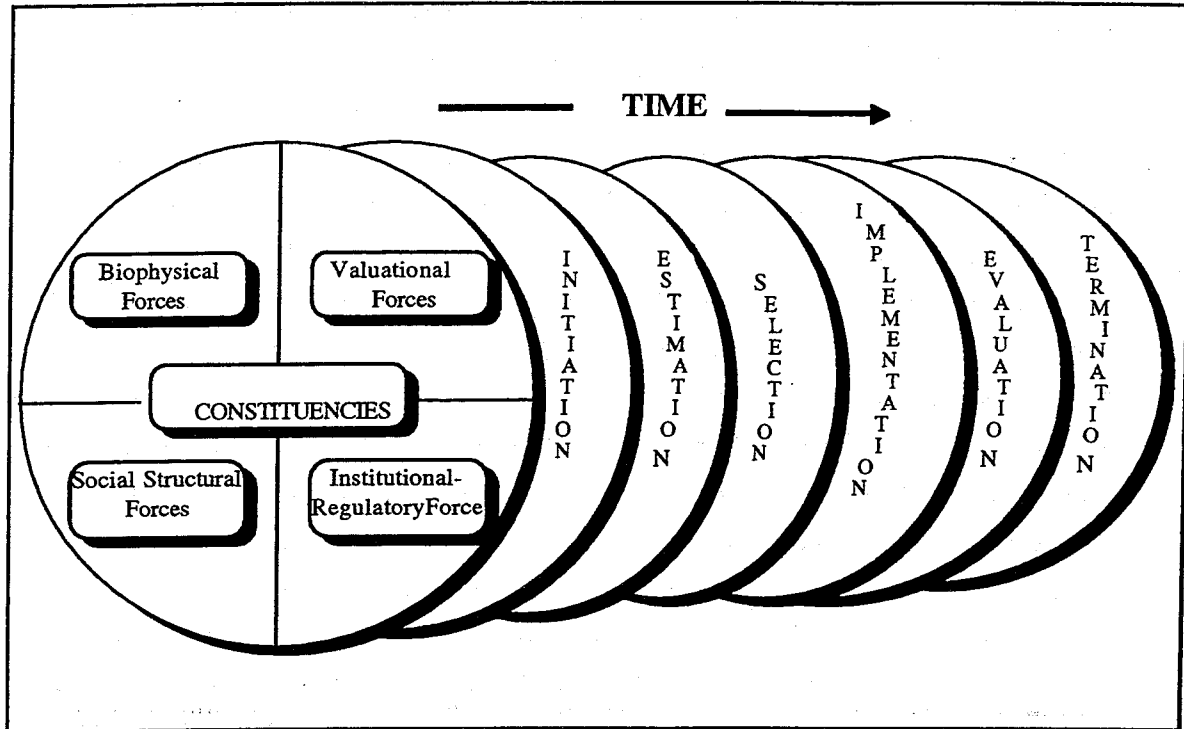 TIME
Biophysical
Forces
Valuational
Forces
CONSTITUENCIES
Social Structural
Forces
Institutional-
RegulatoryForce
INITIATION
ESTIMATION
SELECTION
IMPLEMENTATION
EVALUATION
TERMINATION